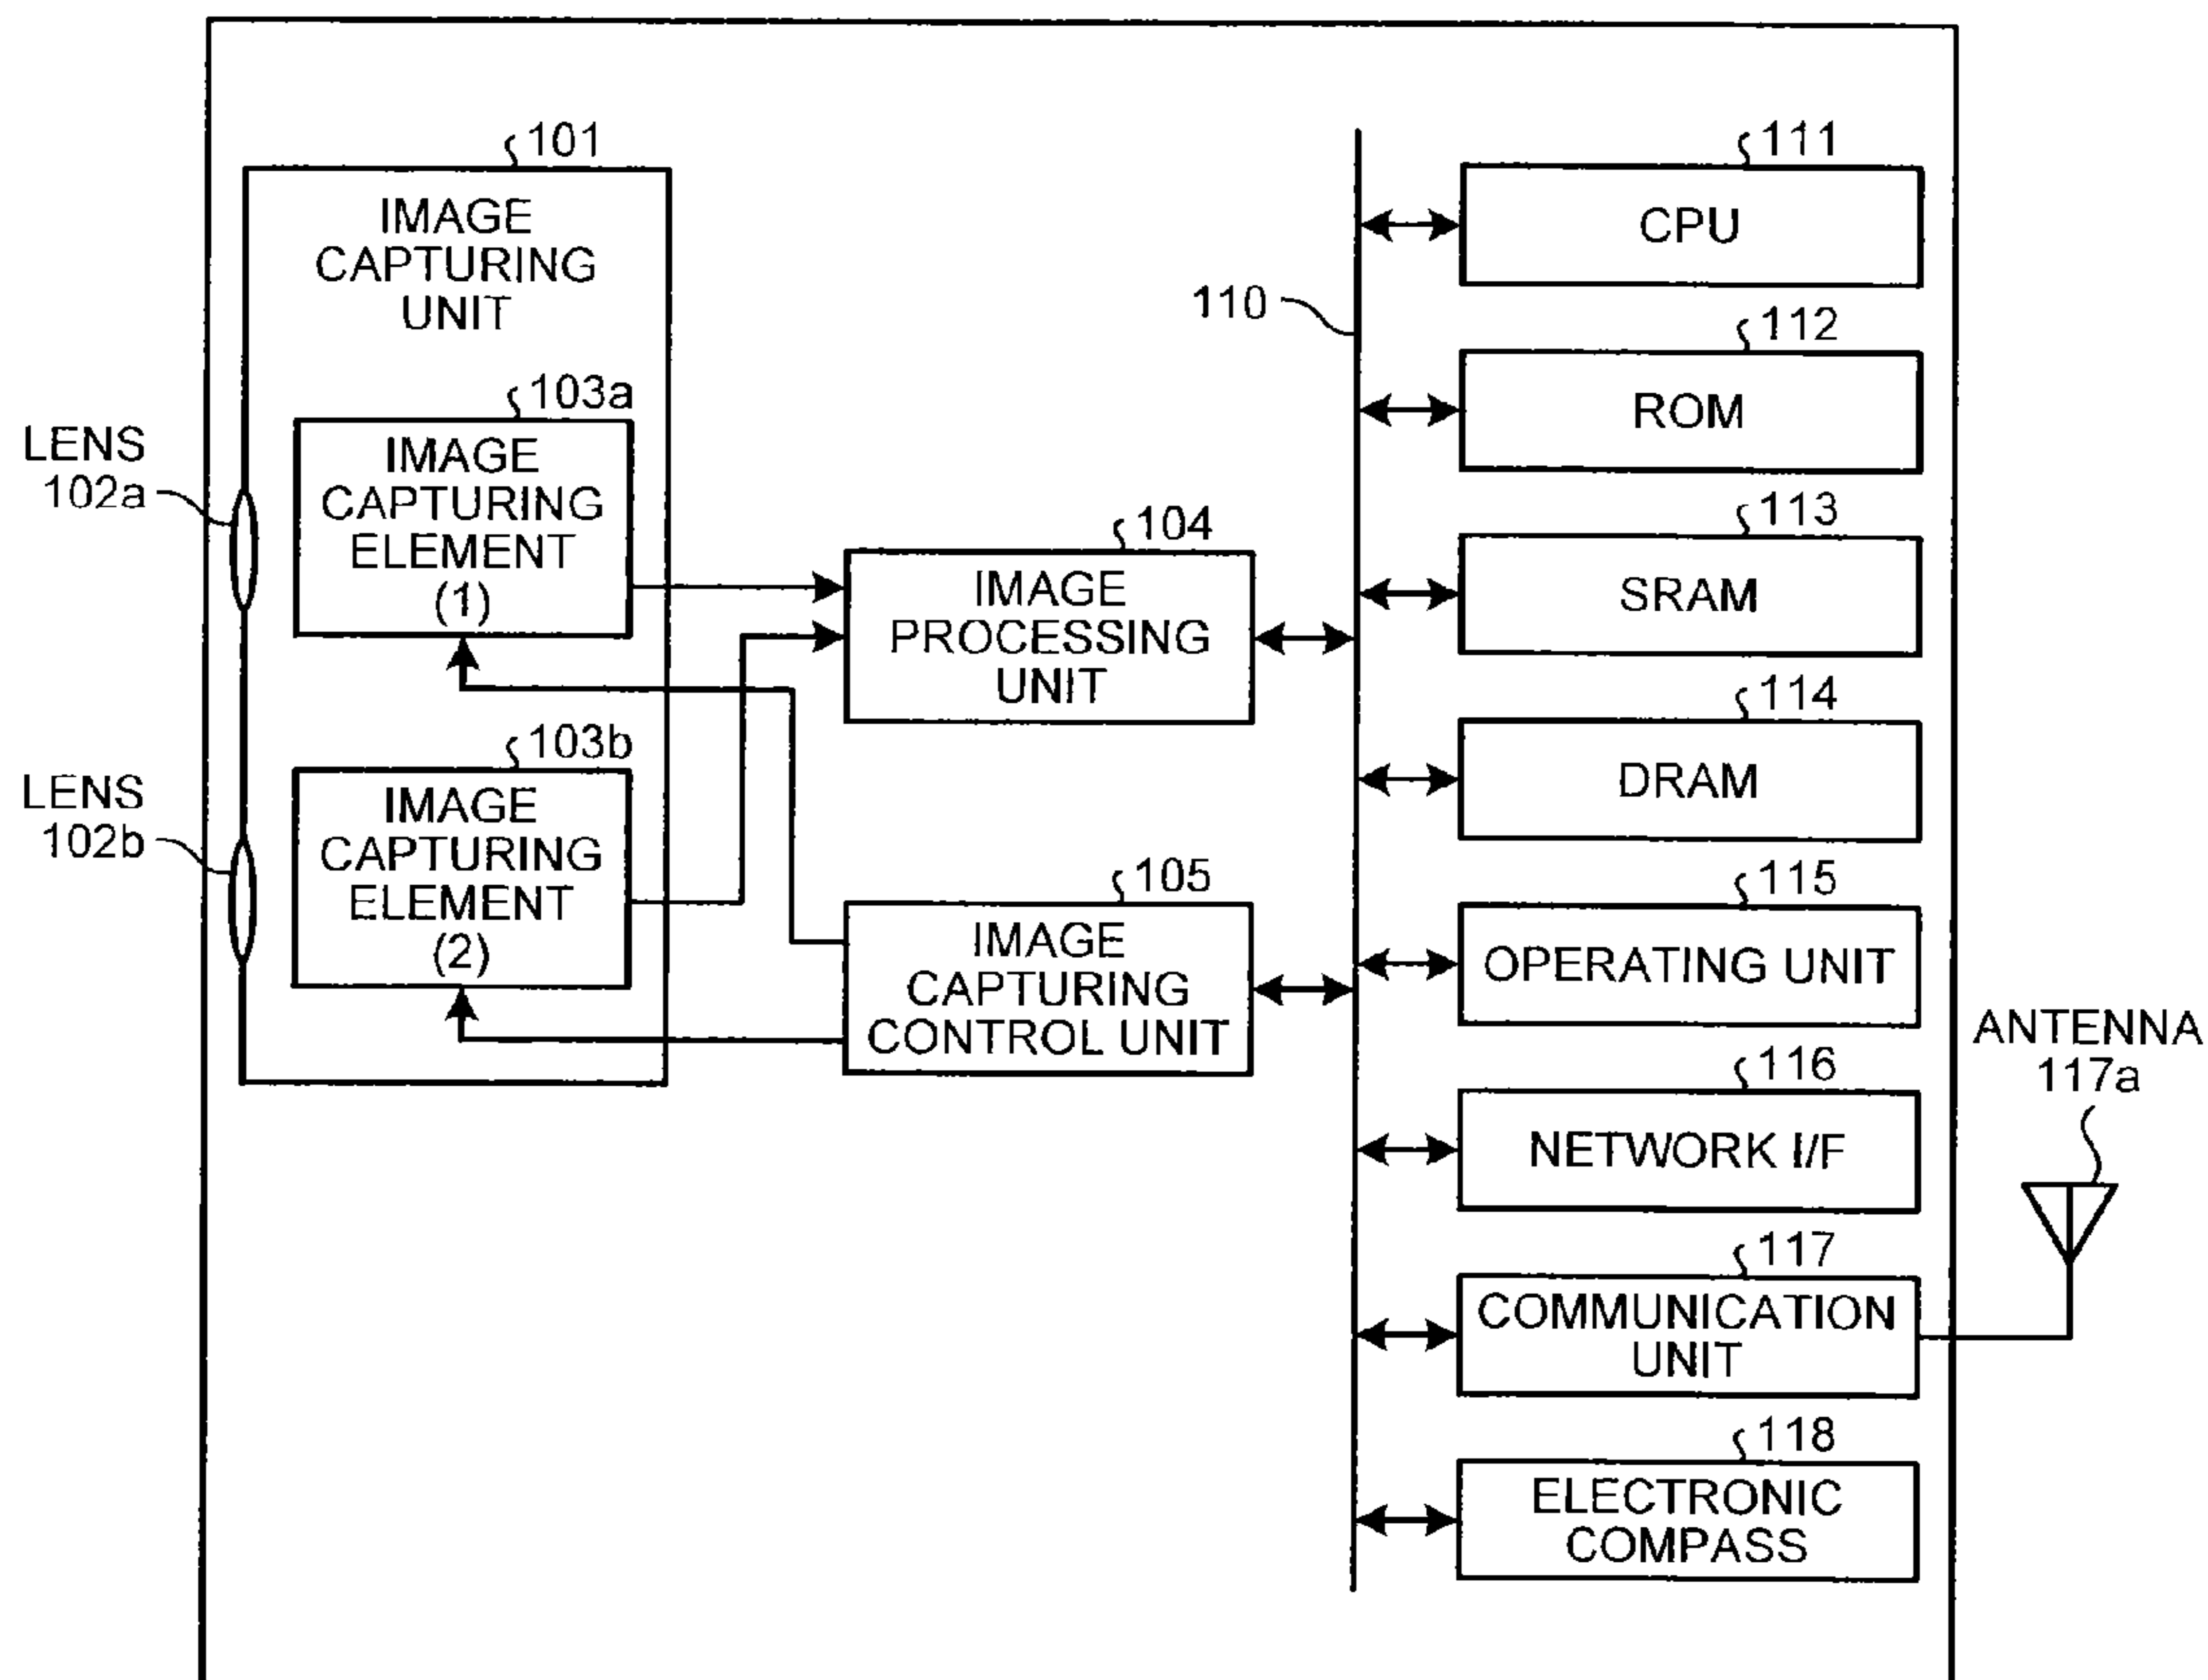 101
IMAGE
CAPTURING
UNIT
103a
IMAGE
CAPTURING
ELEMENT
(1)
LENS
102a
103b
IMAGE
CAPTURING
ELEMENT
(2)
LENS
102b
104
IMAGE
PROCESSING
UNIT
105
IMAGE
CAPTURING
CONTROL UNIT
110
111
CPU
112
ROM
113
SRAM
114
DRAM
115
OPERATING UNIT
116
NETWORK I/F
117
COMMUNICATION
UNIT
ANTENNA
117a
118
ELECTRONIC
COMPASS